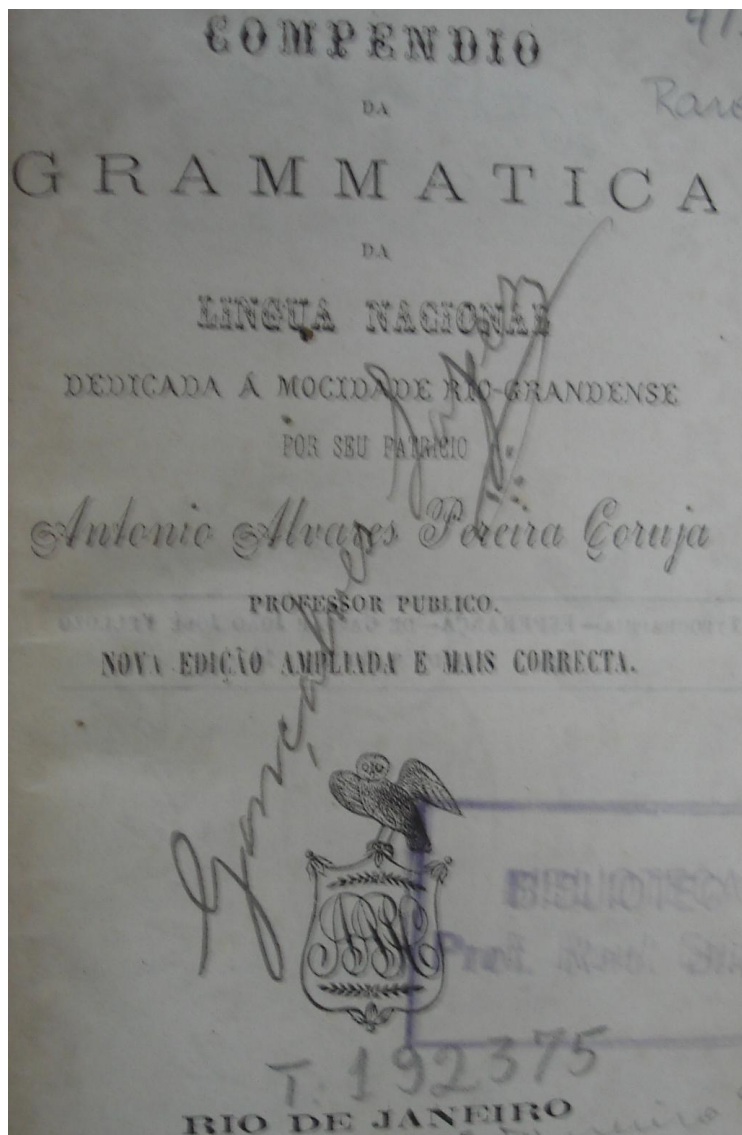 COMPENDIO
DA
GRAMMATICA
DA
LINGUA NACIONAL
DEDICADA Á MOCIDADE RIO-GRANDENSE
POR SEU PATRICIO
Antonio Alvares Pereira Coruja
PROFESSOR PUBLICO.
NOVA EDIÇÃO AMPLIADA E MAIS CORRECTA.
Gonçalves
BIBLIOTECA
Prof.
T. 192375
RIO DE JANEIRO